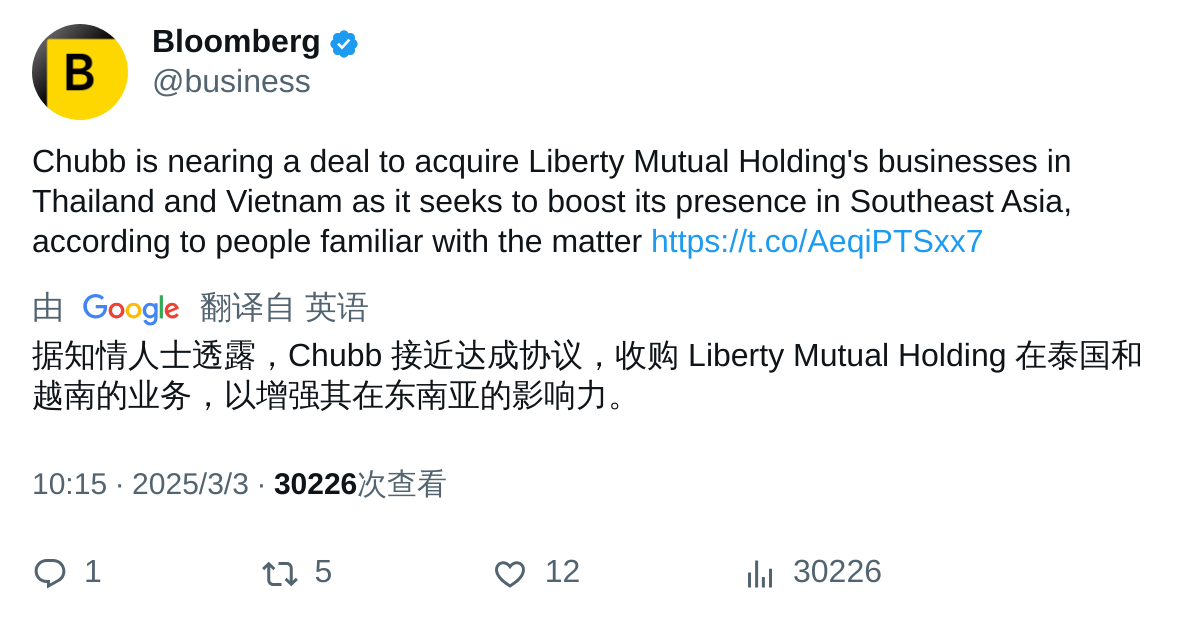 B
Bloomberg
@business
Chubb is nearing a deal to acquire Liberty Mutual Holding's businesses in
Thailand and Vietnam as it seeks to boost its presence in Southeast Asia,
according to people familiar with the matter https://t.co/AeqiPTSxx7
由 Google 翻译自 英语
据知情人士透露，Chubb 接近达成协议，收购 Liberty Mutual Holding 在泰国和
越南的业务，以增强其在东南亚的影响力。
10:15 · 2025/3/3 · 30226次查看
1 5 12 30226